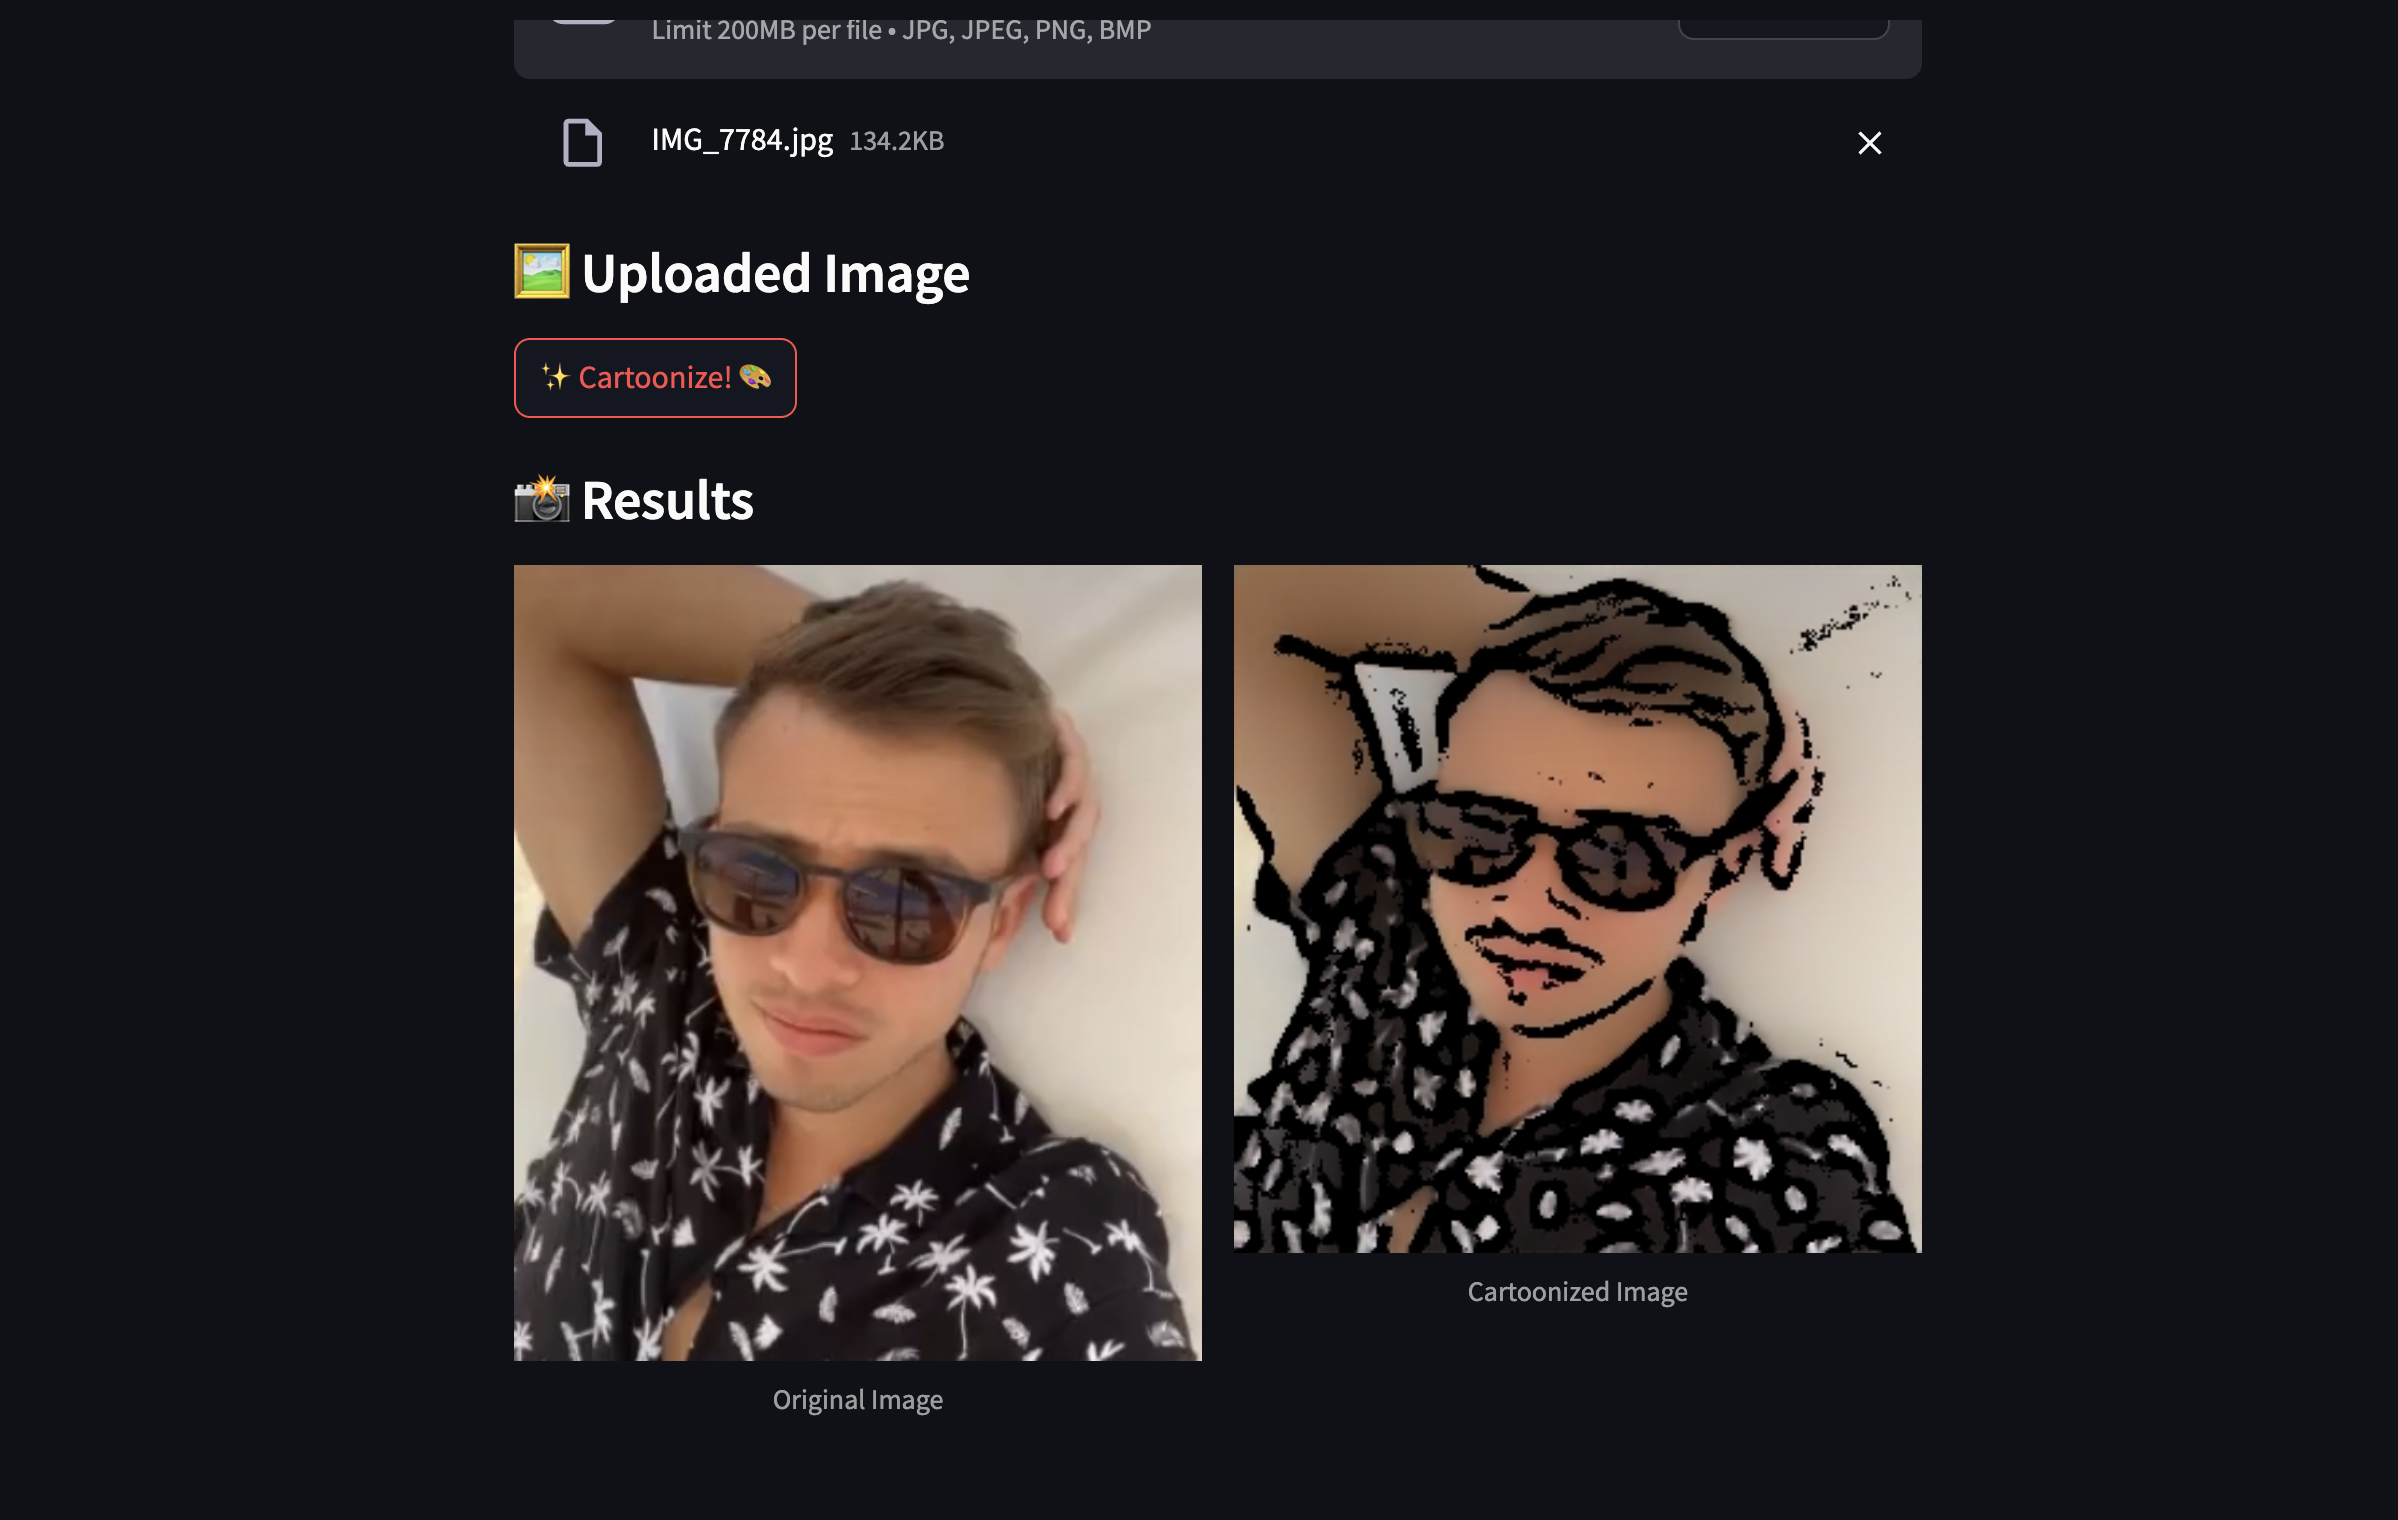 Limit 200MB per file • JPG, JPEG, PNG, BMP
IMG_7784.jpg 134.2KB
🖼️ Uploaded Image
✨ Cartoonize! 🎨
📸 Results
Original Image
Cartoonized Image